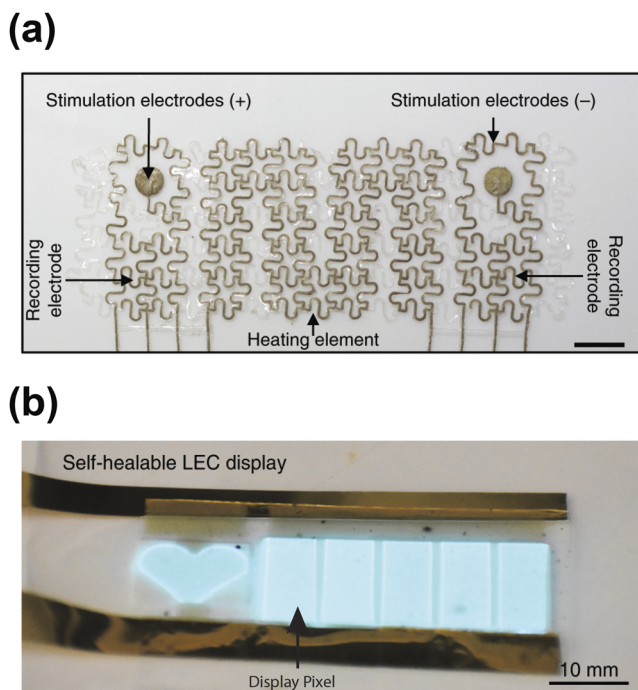 (a)
Stimulation electrodes (+)
Stimulation electrodes (–)
Recording
electrode
Recording
electrode
Heating element
(b)
Self-healable LEC display
Display Pixel
10 mm